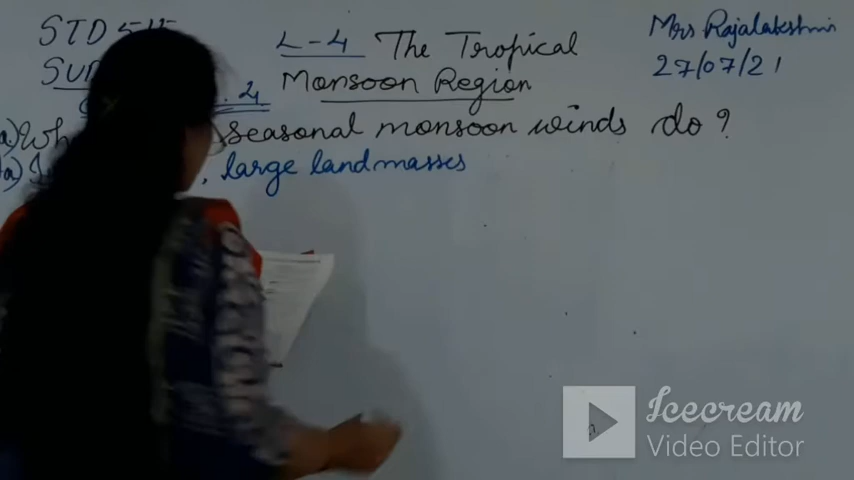 STD 5th
L-4 The Tropical
Monsoon Region
Mrs Rajalakshmi
27/07/21
a) seasonal monsoon winds do ?
a) large landmasses
Icecream
Video Editor